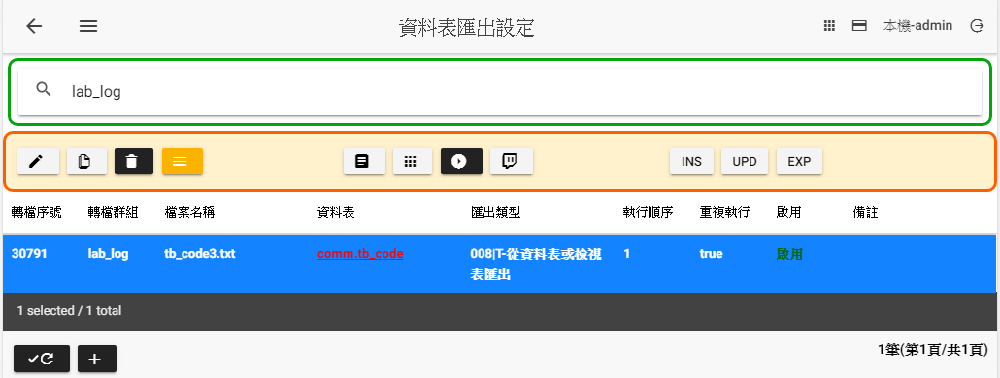 資料表匯出設定
本機-admin
lab_log
INS UPD EXP
轉檔序號 轉檔群組 檔案名稱 資料表 匯出類型 執行順序 重複執行 啟用 備註
30791 lab_log tb_code3.txt comm.tb_code 008|T-從資料表或檢視 1 true 啟用
表匯出
1 selected / 1 total
1筆(第1頁/共1頁)